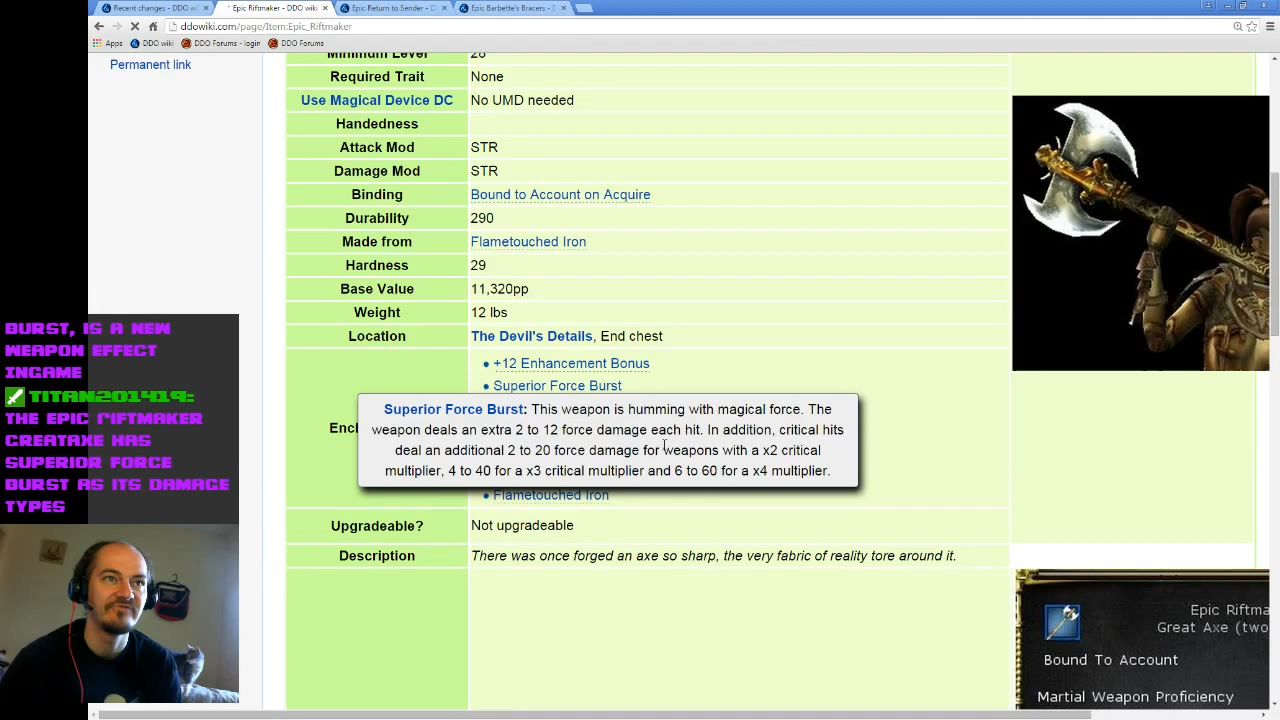 Recent changes - DDO wi
Epic Riftmaker - DDO wiki
Epic Return to Sender - D
Epic Barbette's Bracers - D
ddowiki.com/page/Item:Epic_Riftmaker
Apps
DDO wiki
DDO Forums - login
DDO Forums
Permanent link
Minimum Level
28
Required Trait
None
Use Magical Device DC
No UMD needed
Handedness
Attack Mod
STR
Damage Mod
STR
Binding
Bound to Account on Acquire
Durability
290
Made from
Flametouched Iron
Hardness
29
Base Value
11,320pp
Weight
12 lbs
Location
The Devil's Details, End chest
• +12 Enhancement Bonus
• Superior Force Burst
Encl
Superior Force Burst: This weapon is humming with magical force. The
weapon deals an extra 2 to 12 force damage each hit. In addition, critical hits
deal an additional 2 to 20 force damage for weapons with a x2 critical
multiplier, 4 to 40 for a x3 critical multiplier and 6 to 60 for a x4 multiplier.
• Flametouched Iron
Upgradeable?
Not upgradeable
Description
There was once forged an axe so sharp, the very fabric of reality tore around it.
Epic Riftma
Great Axe (two
Bound To Account
Martial Weapon Proficiency
BURST, IS A NEW
WEAPON EFFECT
INGAME
TITAN201419:
THE EPIC RIFTMAKER
GREATAXE HAS
SUPERIOR FORCE
BURST AS ITS DAMAGE
TYPES